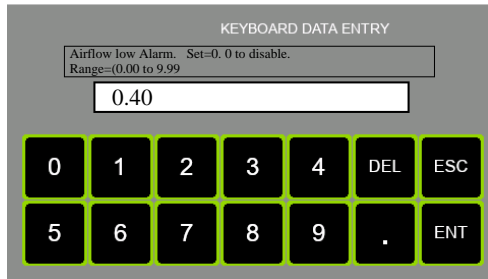 KEYBOARD DATA ENTRY
Airflow low Alarm. Set=0. 0 to disable.
Range=(0.00 to 9.99
0.40
0 1 2 3 4 DEL ESC
5 6 7 8 9 . ENT